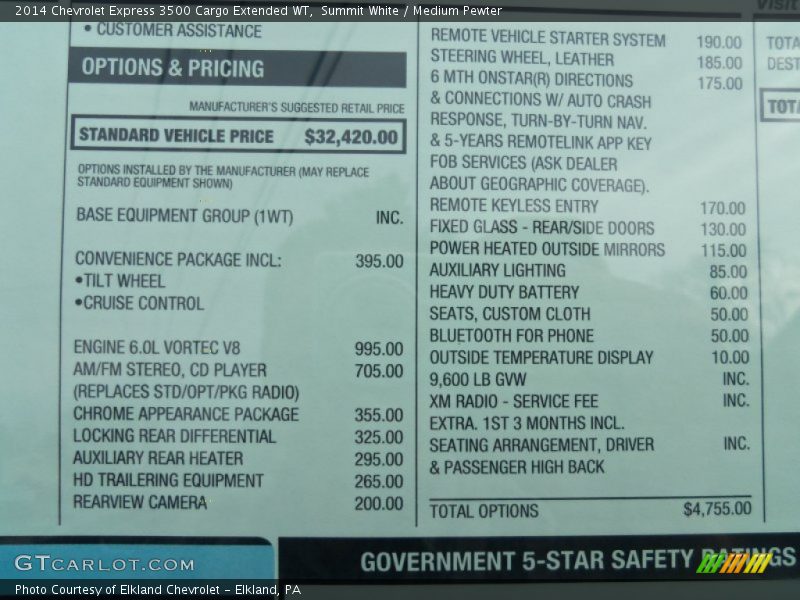 2014 Chevrolet Express 3500 Cargo Extended WT, Summit White / Medium Pewter
• CUSTOMER ASSISTANCE
OPTIONS & PRICING
MANUFACTURER'S SUGGESTED RETAIL PRICE
STANDARD VEHICLE PRICE $32,420.00
OPTIONS INSTALLED BY THE MANUFACTURER (MAY REPLACE
STANDARD EQUIPMENT SHOWN)
BASE EQUIPMENT GROUP (1WT) INC.
CONVENIENCE PACKAGE INCL: 395.00
•TILT WHEEL
•CRUISE CONTROL
ENGINE 6.0L VORTEC V8 995.00
AM/FM STEREO, CD PLAYER 705.00
(REPLACES STD/OPT/PKG RADIO)
CHROME APPEARANCE PACKAGE 355.00
LOCKING REAR DIFFERENTIAL 325.00
AUXILIARY REAR HEATER 295.00
HD TRAILERING EQUIPMENT 265.00
REARVIEW CAMERA 200.00
REMOTE VEHICLE STARTER SYSTEM 190.00
STEERING WHEEL, LEATHER 185.00
6 MTH ONSTAR(R) DIRECTIONS 175.00
& CONNECTIONS W/ AUTO CRASH
RESPONSE, TURN-BY-TURN NAV.
& 5-YEARS REMOTELINK APP KEY
FOB SERVICES (ASK DEALER
ABOUT GEOGRAPHIC COVERAGE).
REMOTE KEYLESS ENTRY 170.00
FIXED GLASS - REAR/SIDE DOORS 130.00
POWER HEATED OUTSIDE MIRRORS 115.00
AUXILIARY LIGHTING 85.00
HEAVY DUTY BATTERY 60.00
SEATS, CUSTOM CLOTH 50.00
BLUETOOTH FOR PHONE 50.00
OUTSIDE TEMPERATURE DISPLAY 10.00
9,600 LB GVW INC.
XM RADIO - SERVICE FEE INC.
EXTRA. 1ST 3 MONTHS INCL.
SEATING ARRANGEMENT, DRIVER INC.
& PASSENGER HIGH BACK
TOTAL OPTIONS $4,755.00
Visit
TOTA
DEST
TOTA
GOVERNMENT 5-STAR SAFETY RATINGS
GTCARLOT.COM
Photo Courtesy of Elkland Chevrolet - Elkland, PA